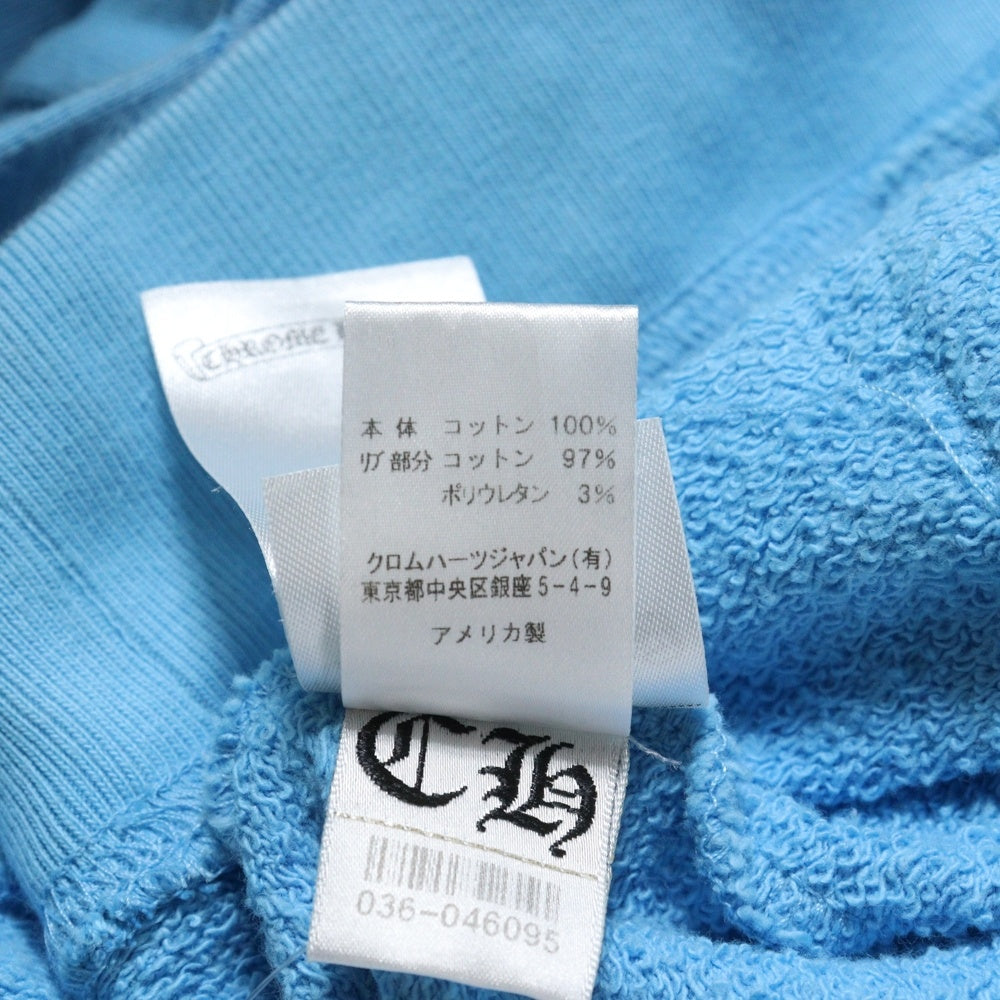 CHROME
本体 コットン 100%
リブ部分 コットン 97%
ポリウレタン 3%
クロムハーツジャパン(有)
東京都中央区銀座5-4-9
アメリカ製
CH
036-046095